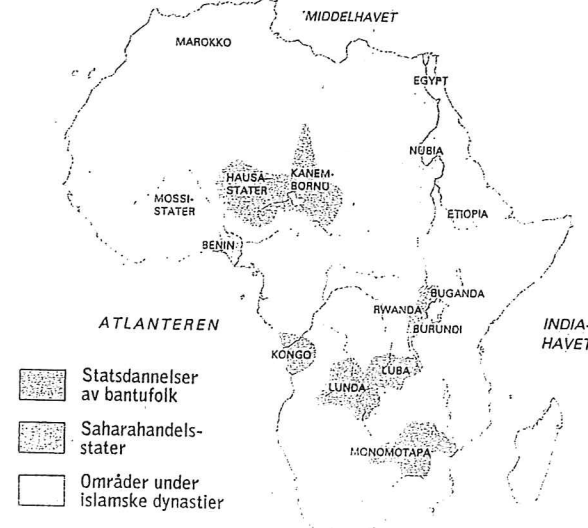 MIDDELHAVET
MAROKKO
EGYPT
NUBIA
HAUSA-
STATER
KANEM-
BORNU
MOSSI-
STATER
ETIOPIA
BENIN
BUGANDA
RWANDA
BURUNDI
ATLANTEREN
INDIA-
HAVET
KONGO
LUBA
LUNDA
MONOMOTAPA
Statsdannelser
av bantufolk
Saharahandels-
stater
Områder under
islamske dynastier